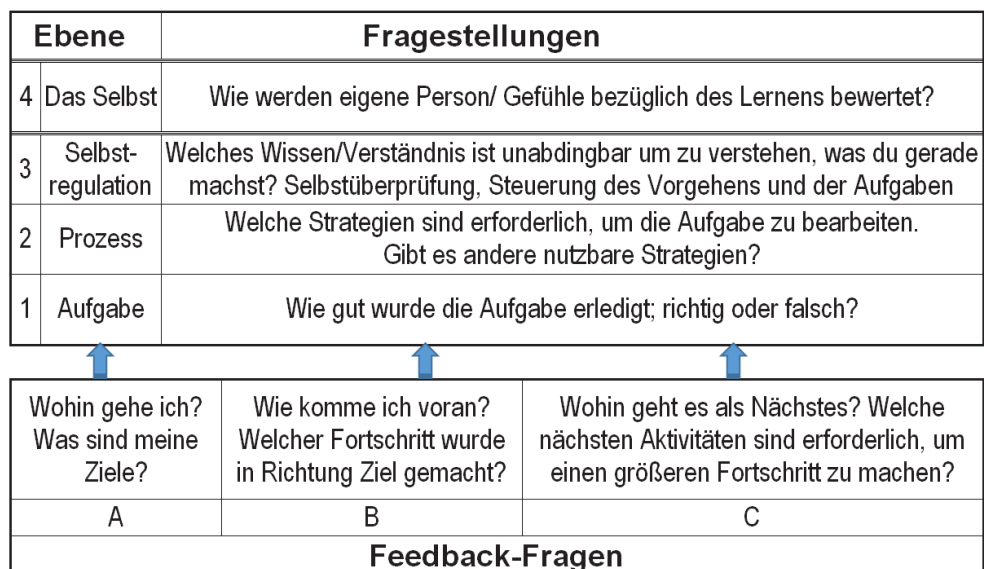 Ebene Fragestellungen
4 Das Selbst Wie werden eigene Person/ Gefühle bezüglich des Lernens bewertet?
3 Selbst-
regulation
Welches Wissen/Verständnis ist unabdingbar um zu verstehen, was du gerade
machst? Selbstüberprüfung, Steuerung des Vorgehens und der Aufgaben
2 Prozess
Welche Strategien sind erforderlich, um die Aufgabe zu bearbeiten.
Gibt es andere nutzbare Strategien?
1 Aufgabe Wie gut wurde die Aufgabe erledigt; richtig oder falsch?
Wohin gehe ich?
Was sind meine
Ziele?
Wie komme ich voran?
Welcher Fortschritt wurde
in Richtung Ziel gemacht?
Wohin geht es als Nächstes? Welche
nächsten Aktivitäten sind erforderlich, um
einen größeren Fortschritt zu machen?
A B C
Feedback-Fragen